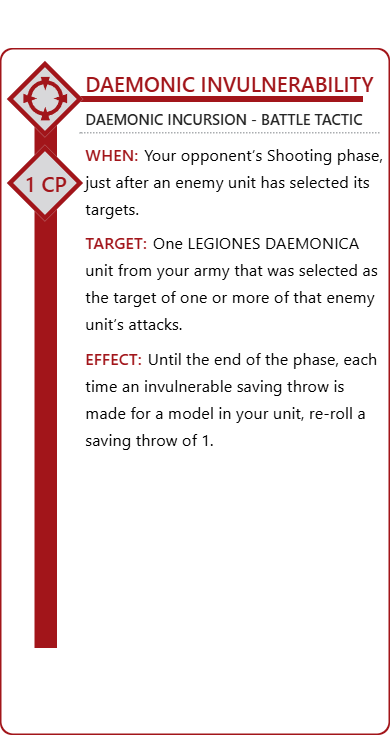 DAEMONIC INVULNERABILITY
DAEMONIC INCURSION - BATTLE TACTIC
1 CP
WHEN: Your opponent's Shooting phase,
just after an enemy unit has selected its
targets.
TARGET: One LEGIONES DAEMONICA
unit from your army that was selected as
the target of one or more of that enemy
unit's attacks.
EFFECT: Until the end of the phase, each
time an invulnerable saving throw is
made for a model in your unit, re-roll a
saving throw of 1.